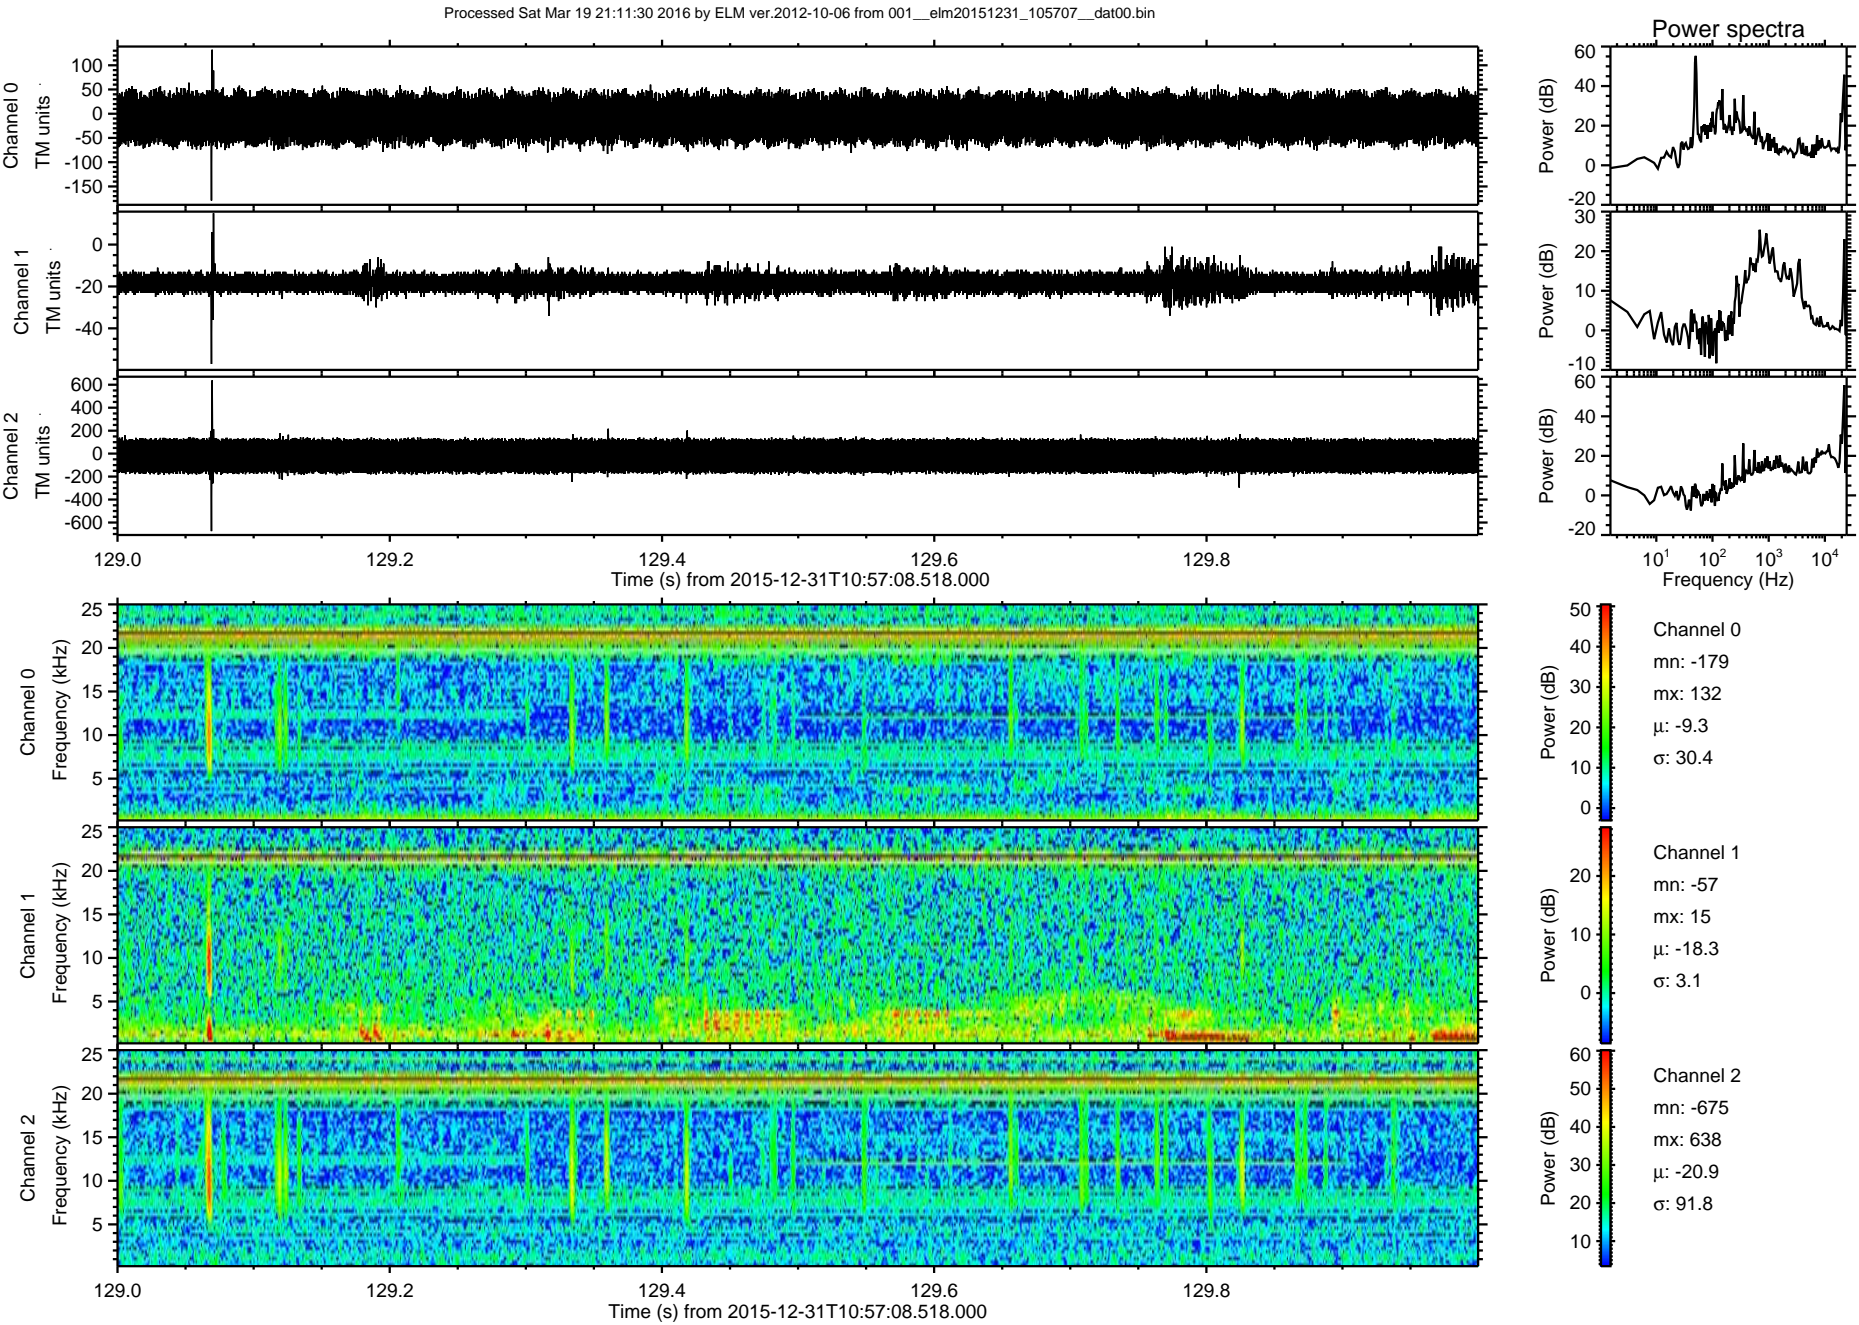 Processed Sat Mar 19 21:11:30 2016 by ELM ver.2012-10-06 from 001__elm20151231_105707__dat00.bin
Power spectra
Channel 0
TM units
100
50
0
-50
-100
-150
Power (dB)
60
40
20
0
-20
Channel 1
TM units
0
-20
-40
Power (dB)
30
20
10
0
-10
Channel 2
TM units
600
400
200
0
-200
-400
-600
Power (dB)
60
40
20
0
-20
129.0 129.2 129.4 129.6 129.8
Time (s) from 2015-12-31T10:57:08.518.000
10^1 10^2 10^3 10^4
Frequency (Hz)
Channel 0
Frequency (kHz)
25
20
15
10
5
Power (dB)
50
40
30
20
10
0
Channel 0
mn: -179
mx: 132
μ: -9.3
σ: 30.4
Channel 1
Frequency (kHz)
25
20
15
10
5
Power (dB)
20
10
0
Channel 1
mn: -57
mx: 15
μ: -18.3
σ: 3.1
Channel 2
Frequency (kHz)
25
20
15
10
5
Power (dB)
60
50
40
30
20
10
Channel 2
mn: -675
mx: 638
μ: -20.9
σ: 91.8
129.0 129.2 129.4 129.6 129.8
Time (s) from 2015-12-31T10:57:08.518.000